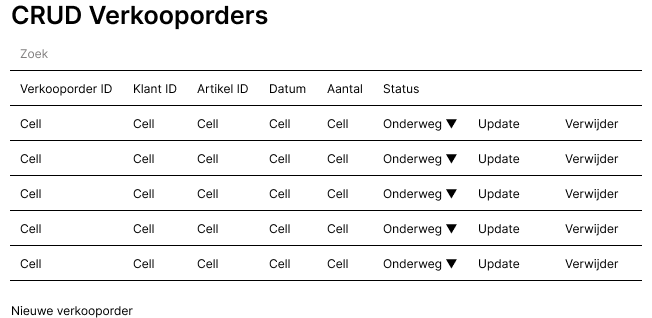 CRUD Verkooporders
Zoek
Verkooporder ID Klant ID Artikel ID Datum Aantal Status
Cell Cell Cell Cell Cell Onderweg ▼ Update Verwijder
Cell Cell Cell Cell Cell Onderweg ▼ Update Verwijder
Cell Cell Cell Cell Cell Onderweg ▼ Update Verwijder
Cell Cell Cell Cell Cell Onderweg ▼ Update Verwijder
Cell Cell Cell Cell Cell Onderweg ▼ Update Verwijder
Nieuwe verkooporder